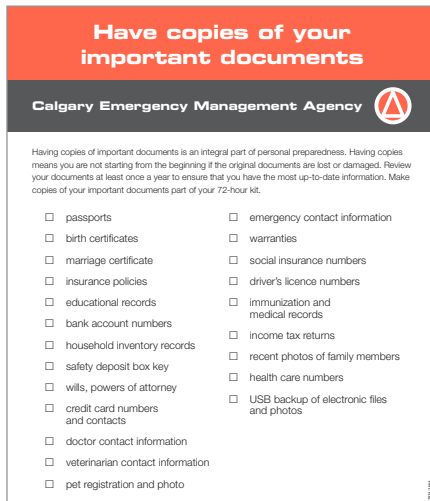 Have copies of your
important documents
Calgary Emergency Management Agency
Having copies of important documents is an integral part of personal preparedness. Having copies
means you are not starting from the beginning if the original documents are lost or damaged. Review
your documents at least once a year to ensure that you have the most up-to-date information. Make
copies of your important documents part of your 72-hour kit.
☐ passports
☐ birth certificates
☐ marriage certificate
☐ insurance policies
☐ educational records
☐ bank account numbers
☐ household inventory records
☐ safety deposit box key
☐ wills, powers of attorney
☐ credit card numbers
and contacts
☐ doctor contact information
☐ veterinarian contact information
☐ pet registration and photo
☐ emergency contact information
☐ warranties
☐ social insurance numbers
☐ driver's licence numbers
☐ immunization and
medical records
☐ income tax returns
☐ recent photos of family members
☐ health care numbers
☐ USB backup of electronic files
and photos